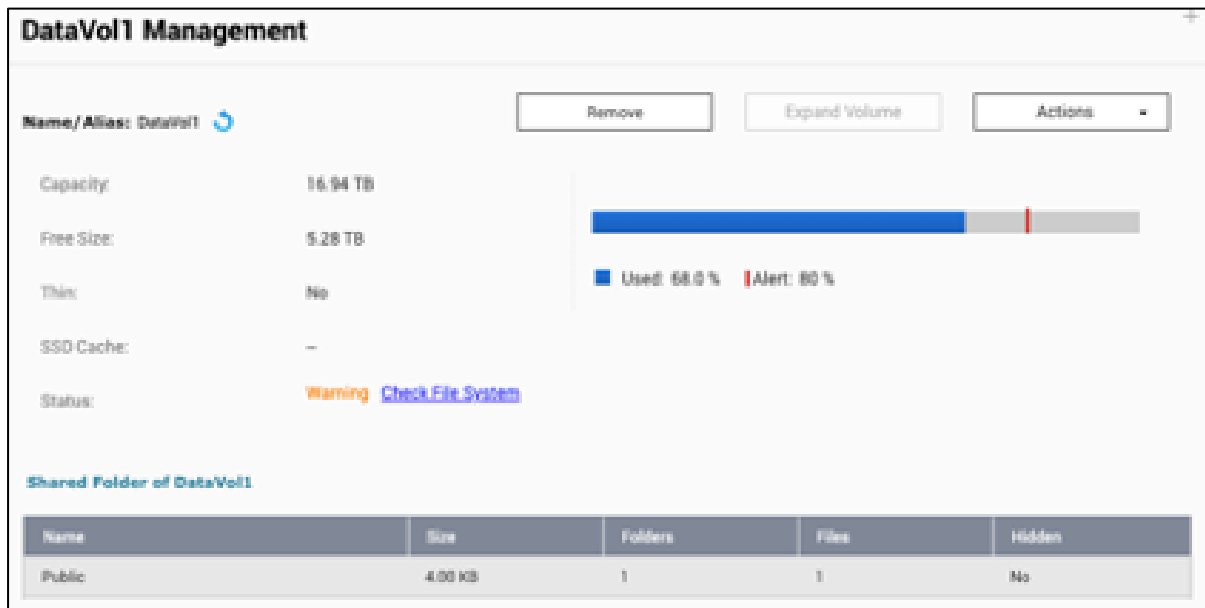 DataVol1 Management
Name/Alias: DataVol1
Remove
Expand Volume
Actions
Capacity: 16.94 TB
Free Size: 5.28 TB
Thin: No
SSD Cache: --
Status: Warning Check File System
Used: 68.0 % Alert: 80 %
Shared Folder of DataVol1
Name Size Folders Files Hidden
Public 4.00 KB 1 1 No